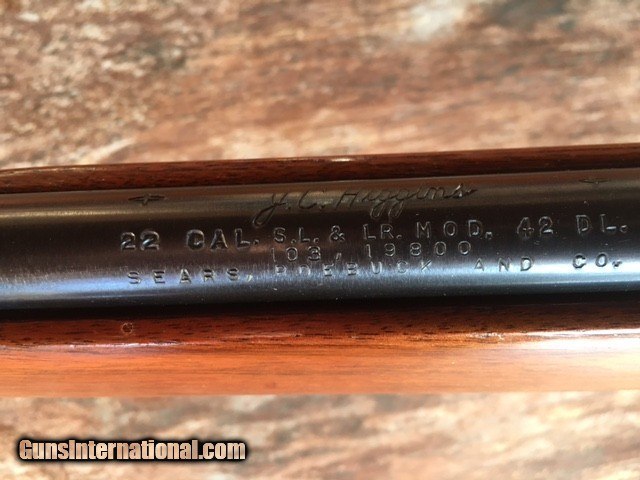 J. C. Higgins
22 CAL. S.L. & LR. MOD. 42 DL.
103.19800
SEARS, ROEBUCK AND CO.
GunsInternational.com